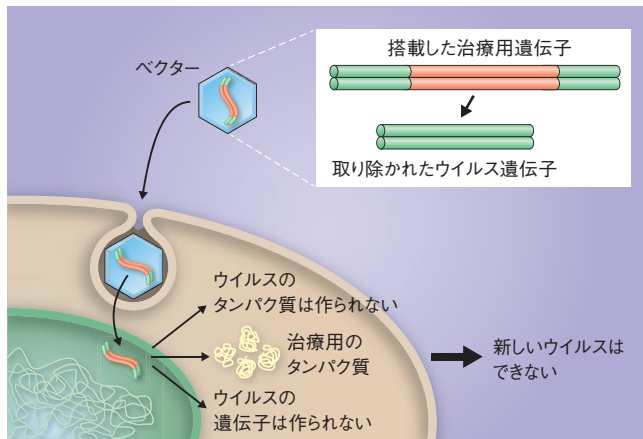 ベクター
搭載した治療用遺伝子
取り除かれたウイルス遺伝子
ウイルスの
タンパク質は作られない
治療用の
タンパク質
ウイルスの
遺伝子は作られない
新しいウイルスは
できない